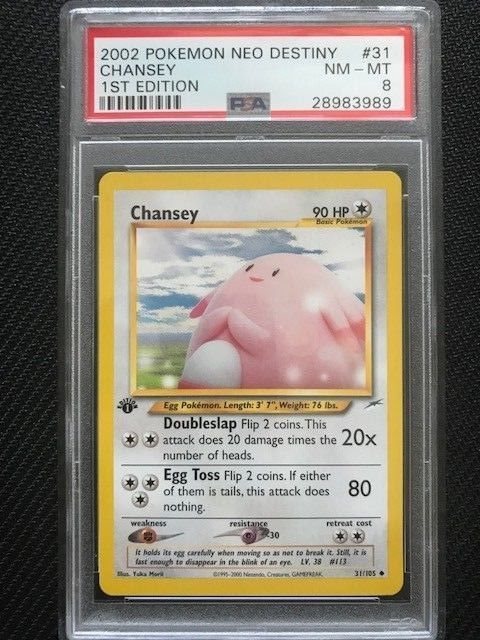 2002 POKEMON NEO DESTINY #31
CHANSEY NM - MT
1ST EDITION 8
PSA 28983989
Chansey 90 HP
Basic Pokémon
EDITION 1
Egg Pokémon. Length: 3' 7", Weight: 76 lbs.
Doubleslap Flip 2 coins. This
attack does 20 damage times the 20x
number of heads.
Egg Toss Flip 2 coins. If either
of them is tails, this attack does 80
nothing.
weakness resistance retreat cost
-30
It holds its egg carefully when moving so as not to break it. Still, it is
fast enough to disappear in the blink of an eye. LV. 38 #113
Illus. Yuka Morii ©1995-2000 Nintendo, Creatures, GAMEFREAK. 31/105